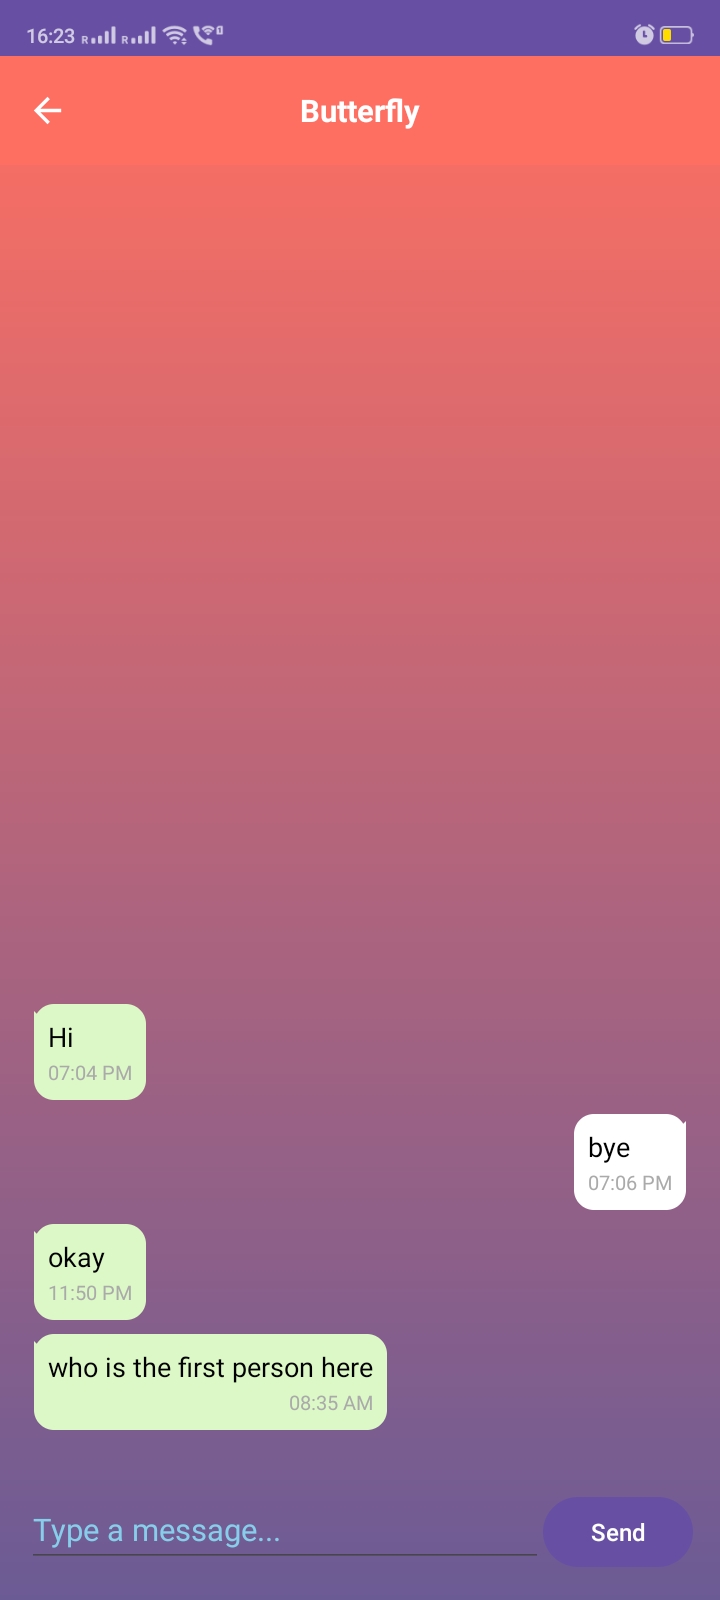 16:23
Butterfly
Hi
07:04 PM
bye
07:06 PM
okay
11:50 PM
who is the first person here
08:35 AM
Type a message...
Send